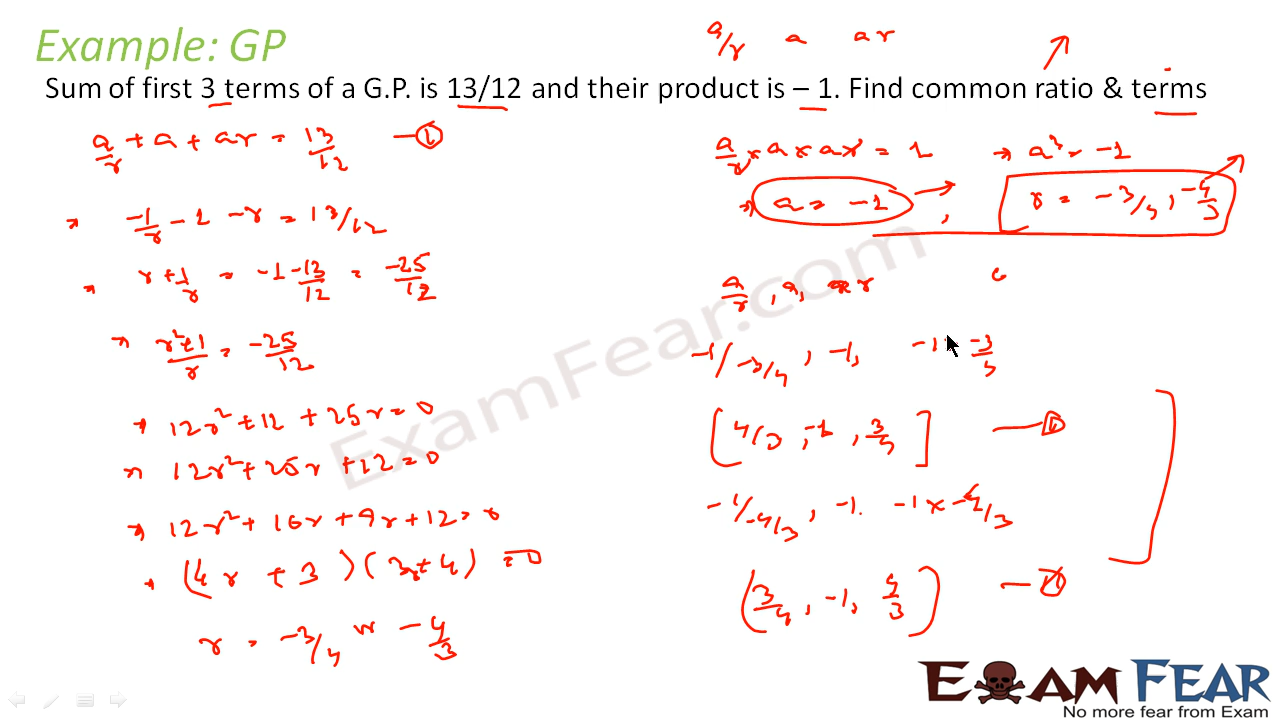 Example: GP
a/r a ar
Sum of first 3 terms of a G.P. is 13/12 and their product is – 1. Find common ratio & terms
a/r + a + ar = 13/12 — ①
⇒ -1/r - 1 - r = 13/12
⇒ r + 1/r = -1 - 13/12 = -25/12
⇒ r²+1/r = -25/12
⇒ 12r² + 12 + 25r = 0
⇒ 12r² + 25r + 12 = 0
⇒ 12r² + 16r + 9r + 12 = 0
⇒ (4r + 3)(3r + 4) = 0
r = -3/4 or -4/3
a/r × a × ar = 1 ⇒ a³ = -1
⇒ a = -1 , r = -3/4, -4/3
a/r, a, ar
-1/-3/4, -1, -1 × -3/4
[4/3, -1, 3/4]
-1/-4/3, -1. -1 x -4/3
(3/4, -1, 4/3)
ExamFear.com
EXAM FEAR
No more fear from Exam